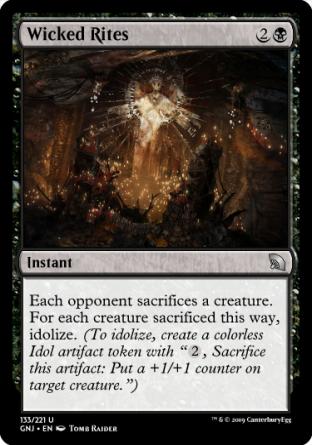 Wicked Rites 2
Instant
Each opponent sacrifices a creature.
For each creature sacrificed this way,
idolize. (To idolize, create a colorless
Idol artifact token with “ 2 , Sacrifice
this artifact: Put a +1/+1 counter on
target creature.”)
133/221 U
GNJ • EN Tomb Raider ™ & © 2019 CanterburyEgg